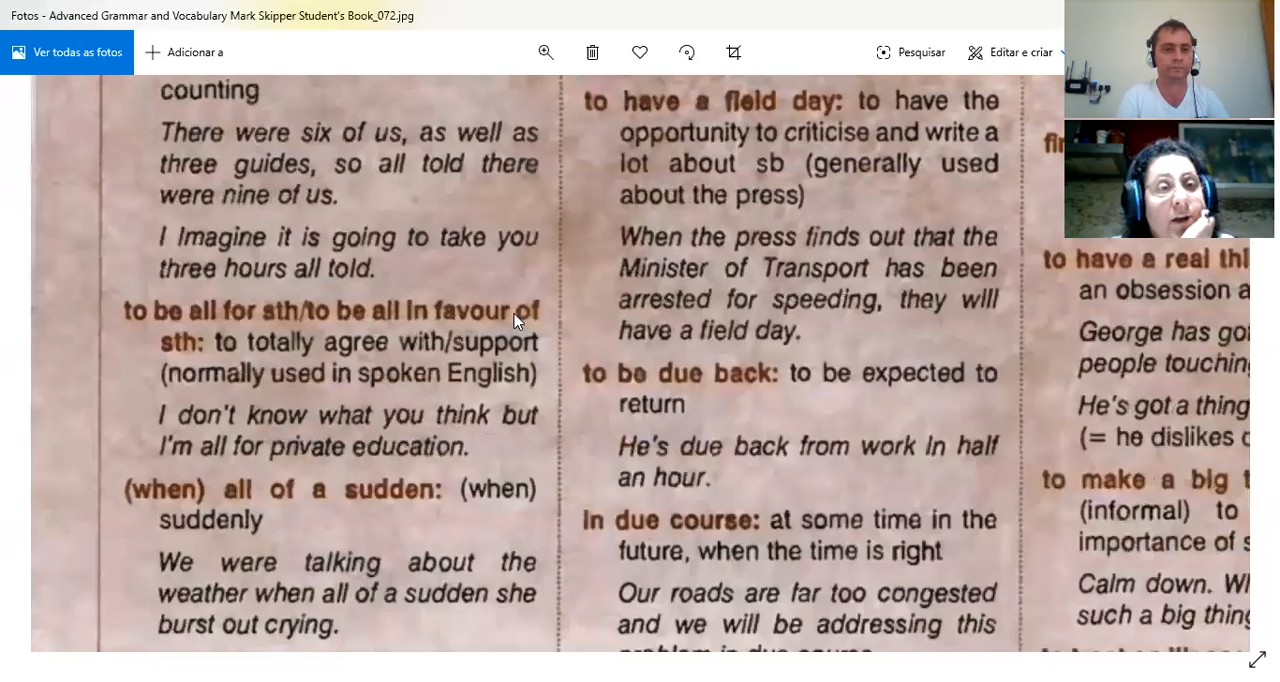 Fotos - Advanced Grammar and Vocabulary Mark Skipper Student's Book_072.jpg
Ver todas as fotos
Adicionar a
Pesquisar
Editar e criar
counting
There were six of us, as well as
three guides, so all told there
were nine of us.
I Imagine it is going to take you
three hours all told.
to be all for sth/to be all in favour of
sth: to totally agree with/support
(normally used in spoken English)
I don't know what you think but
I'm all for private education.
(when) all of a sudden: (when)
suddenly
We were talking about the
weather when all of a sudden she
burst out crying.
to have a field day: to have the
opportunity to criticise and write a
lot about sb (generally used
about the press)
When the press finds out that the
Minister of Transport has been
arrested for speeding, they will
have a field day.
to be due back: to be expected to
return
He's due back from work in half
an hour.
in due course: at some time in the
future, when the time is right
Our roads are far too congested
and we will be addressing this
problem in due course
to have a real thi
an obsession a
George has go
people touchin
He's got a thing
(= he dislikes
to make a big t
(informal) to
importance of s
Calm down. W
such a big thing